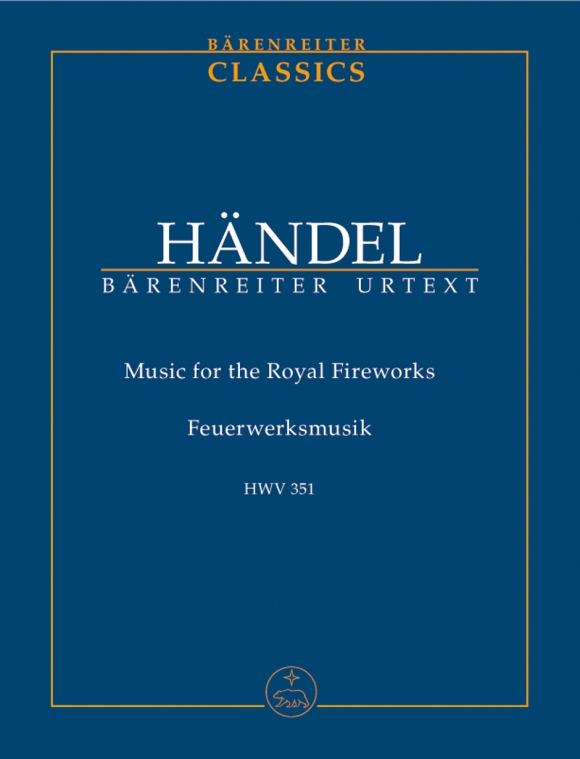 BÄRENREITER
CLASSICS
HÄNDEL
BÄRENREITER URTEXT
Music for the Royal Fireworks
Feuerwerksmusik
HWV 351